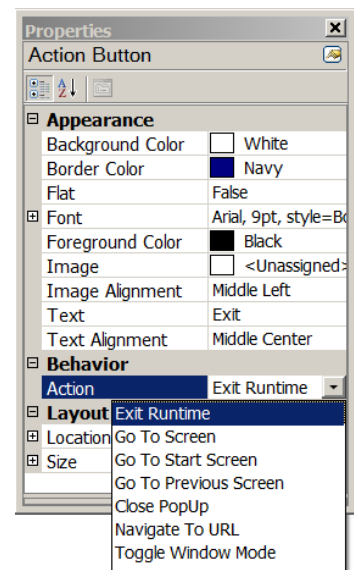 Properties
Action Button
Appearance
Background Color White
Border Color Navy
Flat False
Font Arial, 9pt, style=Bo
Foreground Color Black
Image <Unassigned>
Image Alignment Middle Left
Text Exit
Text Alignment Middle Center
Behavior
Action Exit Runtime
Layout
Location
Size
Exit Runtime
Go To Screen
Go To Start Screen
Go To Previous Screen
Close PopUp
Navigate To URL
Toggle Window Mode